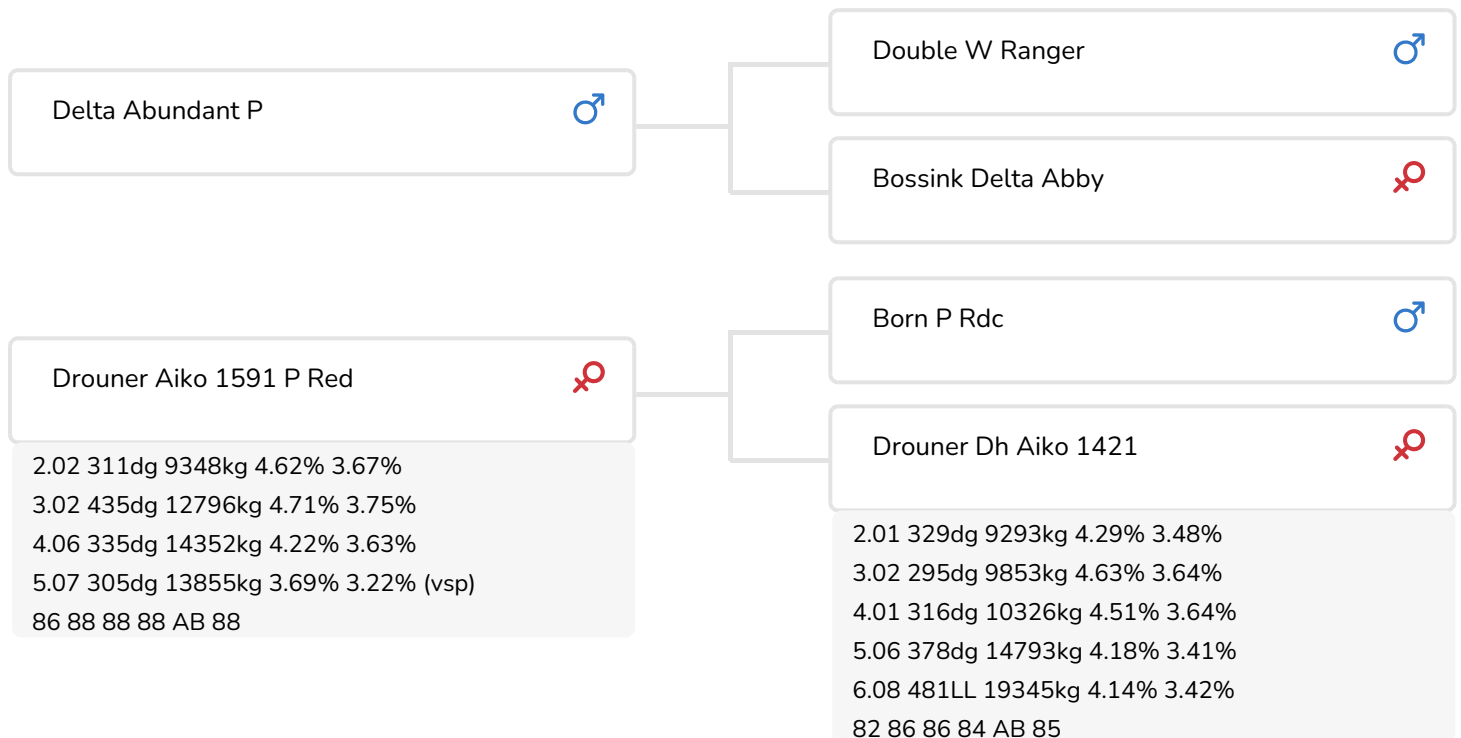 Delta Abundant P
Double W Ranger
Bossink Delta Abby
Drouner Aiko 1591 P Red
2.02 311dg 9348kg 4.62% 3.67%
3.02 435dg 12796kg 4.71% 3.75%
4.06 335dg 14352kg 4.22% 3.63%
5.07 305dg 13855kg 3.69% 3.22% (vsp)
86 88 88 88 AB 88
Born P Rdc
Drouner Dh Aiko 1421
2.01 329dg 9293kg 4.29% 3.48%
3.02 295dg 9853kg 4.63% 3.64%
4.01 316dg 10326kg 4.51% 3.64%
5.06 378dg 14793kg 4.18% 3.41%
6.08 481LL 19345kg 4.14% 3.42%
82 86 86 84 AB 85